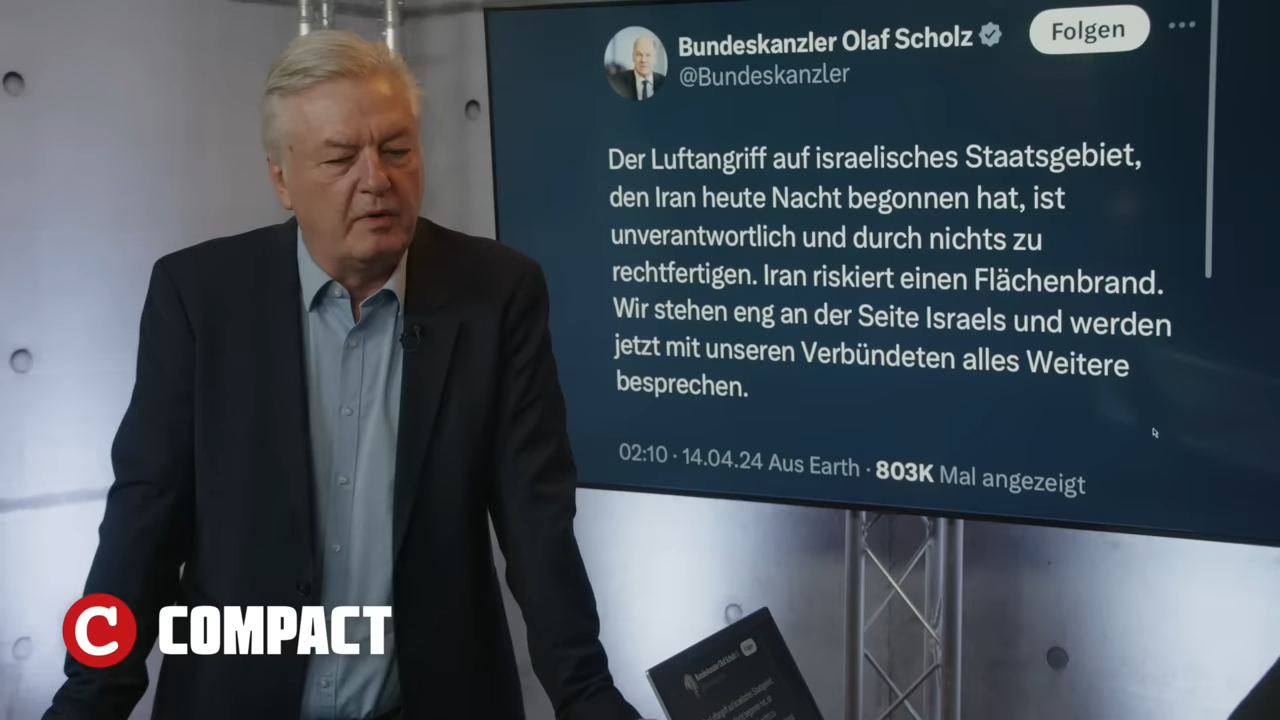 Bundeskanzler Olaf Scholz
Folgen
@Bundeskanzler
Der Luftangriff auf israelisches Staatsgebiet,
den Iran heute Nacht begonnen hat, ist
unverantwortlich und durch nichts zu
rechtfertigen. Iran riskiert einen Flächenbrand.
Wir stehen eng an der Seite Israels und werden
jetzt mit unseren Verbündeten alles Weitere
besprechen.
02:10 · 14.04.24 Aus Earth · 803K Mal angezeigt
C COMPACT